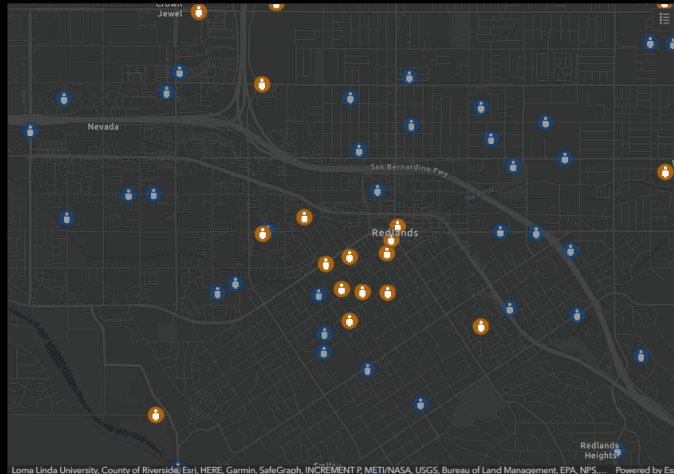 Crown
Jewel
Nevada
San Bernardino Fwy
Redlands
Redlands
Heights
Loma Linda University, County of Riverside, Esri, HERE, Garmin, SafeGraph, INCREMENT P, METI/NASA, USGS, Bureau of Land Management, EPA, NPS,... Powered by Esri